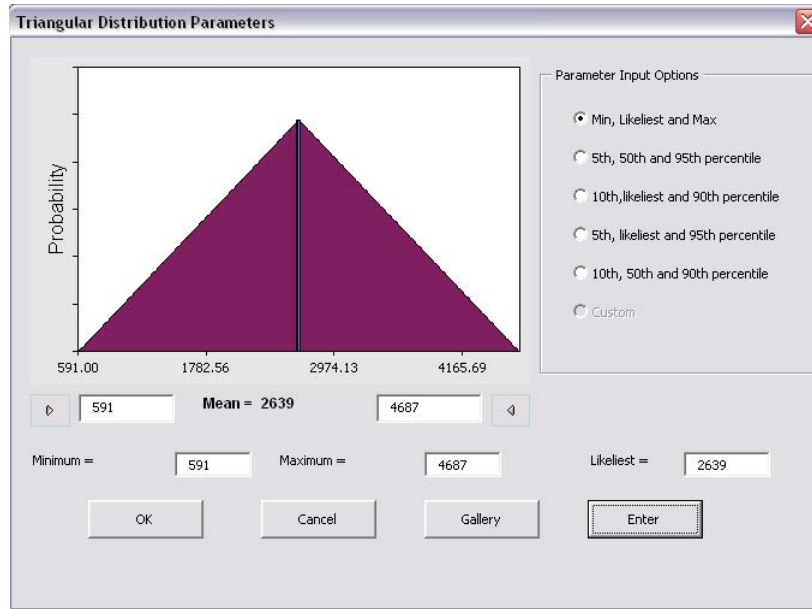 Triangular Distribution Parameters
Probability
591.00 1782.56 2974.13 4165.69
591 Mean = 2639 4687
Parameter Input Options
Min, Likeliest and Max
5th, 50th and 95th percentile
10th,likeliest and 90th percentile
5th, likeliest and 95th percentile
10th, 50th and 90th percentile
Custom
Minimum = 591 Maximum = 4687 Likeliest = 2639
OK Cancel Gallery Enter